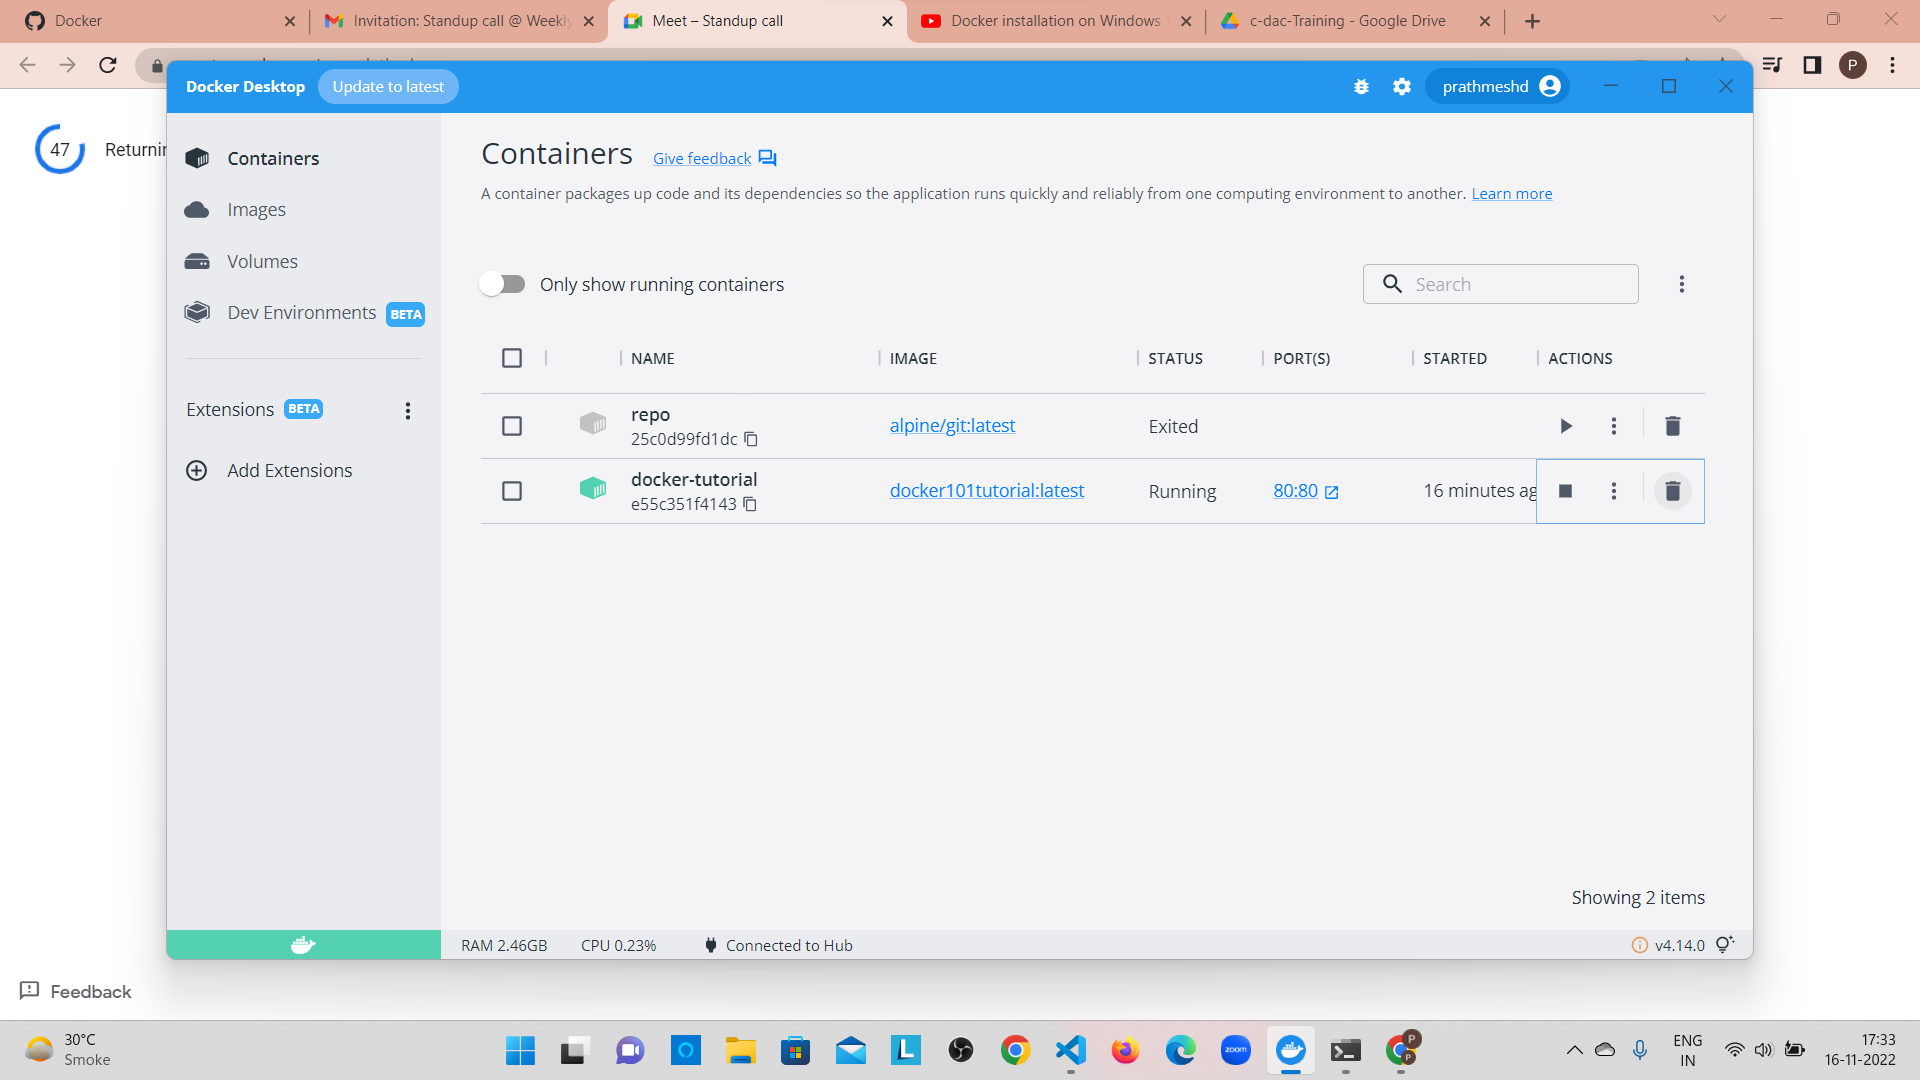 Docker
Invitation: Standup call @ Weekly
Meet – Standup call
Docker installation on Windows
c-dac-Training - Google Drive
P
Docker Desktop
Update to latest
prathmeshd
47
Returnin
Containers
Images
Volumes
Dev Environments BETA
Extensions BETA
Add Extensions
Containers Give feedback
A container packages up code and its dependencies so the application runs quickly and reliably from one computing environment to another. Learn more
Only show running containers
Search
NAME IMAGE STATUS PORT(S) STARTED ACTIONS
repo
25c0d99fd1dc
alpine/git:latest
Exited
docker-tutorial
e55c351f4143
docker101tutorial:latest
Running
80:80
16 minutes ag
Showing 2 items
RAM 2.46GB CPU 0.23% Connected to Hub
v4.14.0
Feedback
30°C
Smoke
L
zoom
P
P
ENG
IN
17:33
16-11-2022